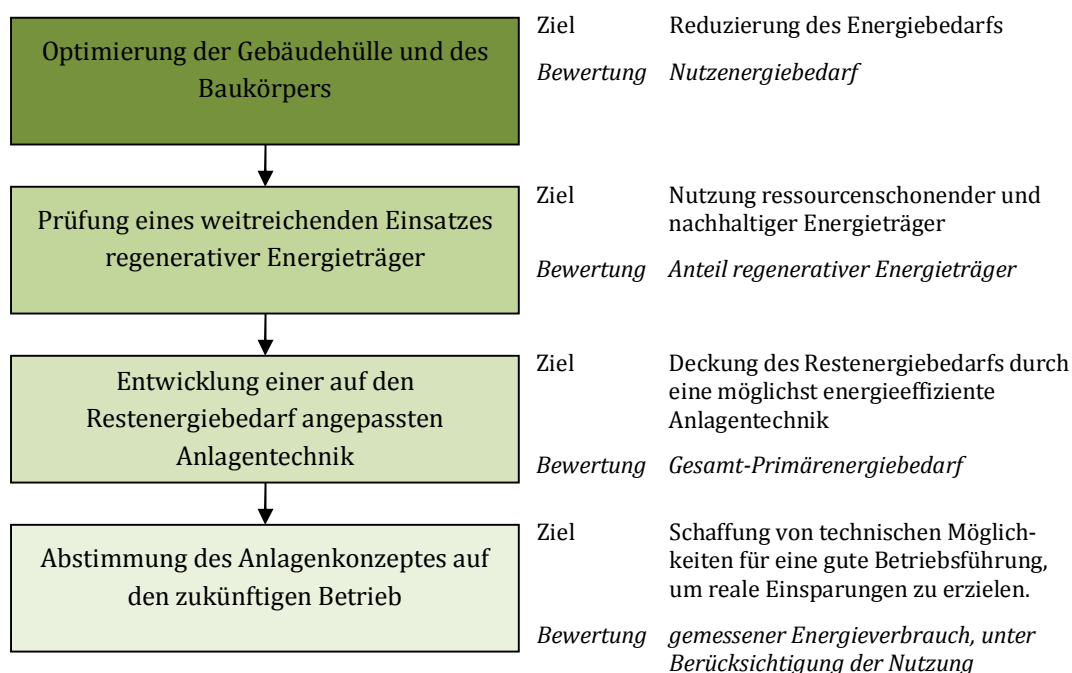 Optimierung der Gebäudehülle und des
Baukörpers
Ziel Reduzierung des Energiebedarfs
Bewertung Nutzenergiebedarf
Prüfung eines weitreichenden Einsatzes
regenerativer Energieträger
Ziel Nutzung ressourcenschonender und
nachhaltiger Energieträger
Bewertung Anteil regenerativer Energieträger
Entwicklung einer auf den
Restenergiebedarf angepassten
Anlagentechnik
Ziel Deckung des Restenergiebedarfs durch
eine möglichst energieeffiziente
Anlagentechnik
Bewertung Gesamt-Primärenergiebedarf
Abstimmung des Anlagenkonzeptes auf
den zukünftigen Betrieb
Ziel Schaffung von technischen Möglich-
keiten für eine gute Betriebsführung,
um reale Einsparungen zu erzielen.
Bewertung gemessener Energieverbrauch, unter
Berücksichtigung der Nutzung